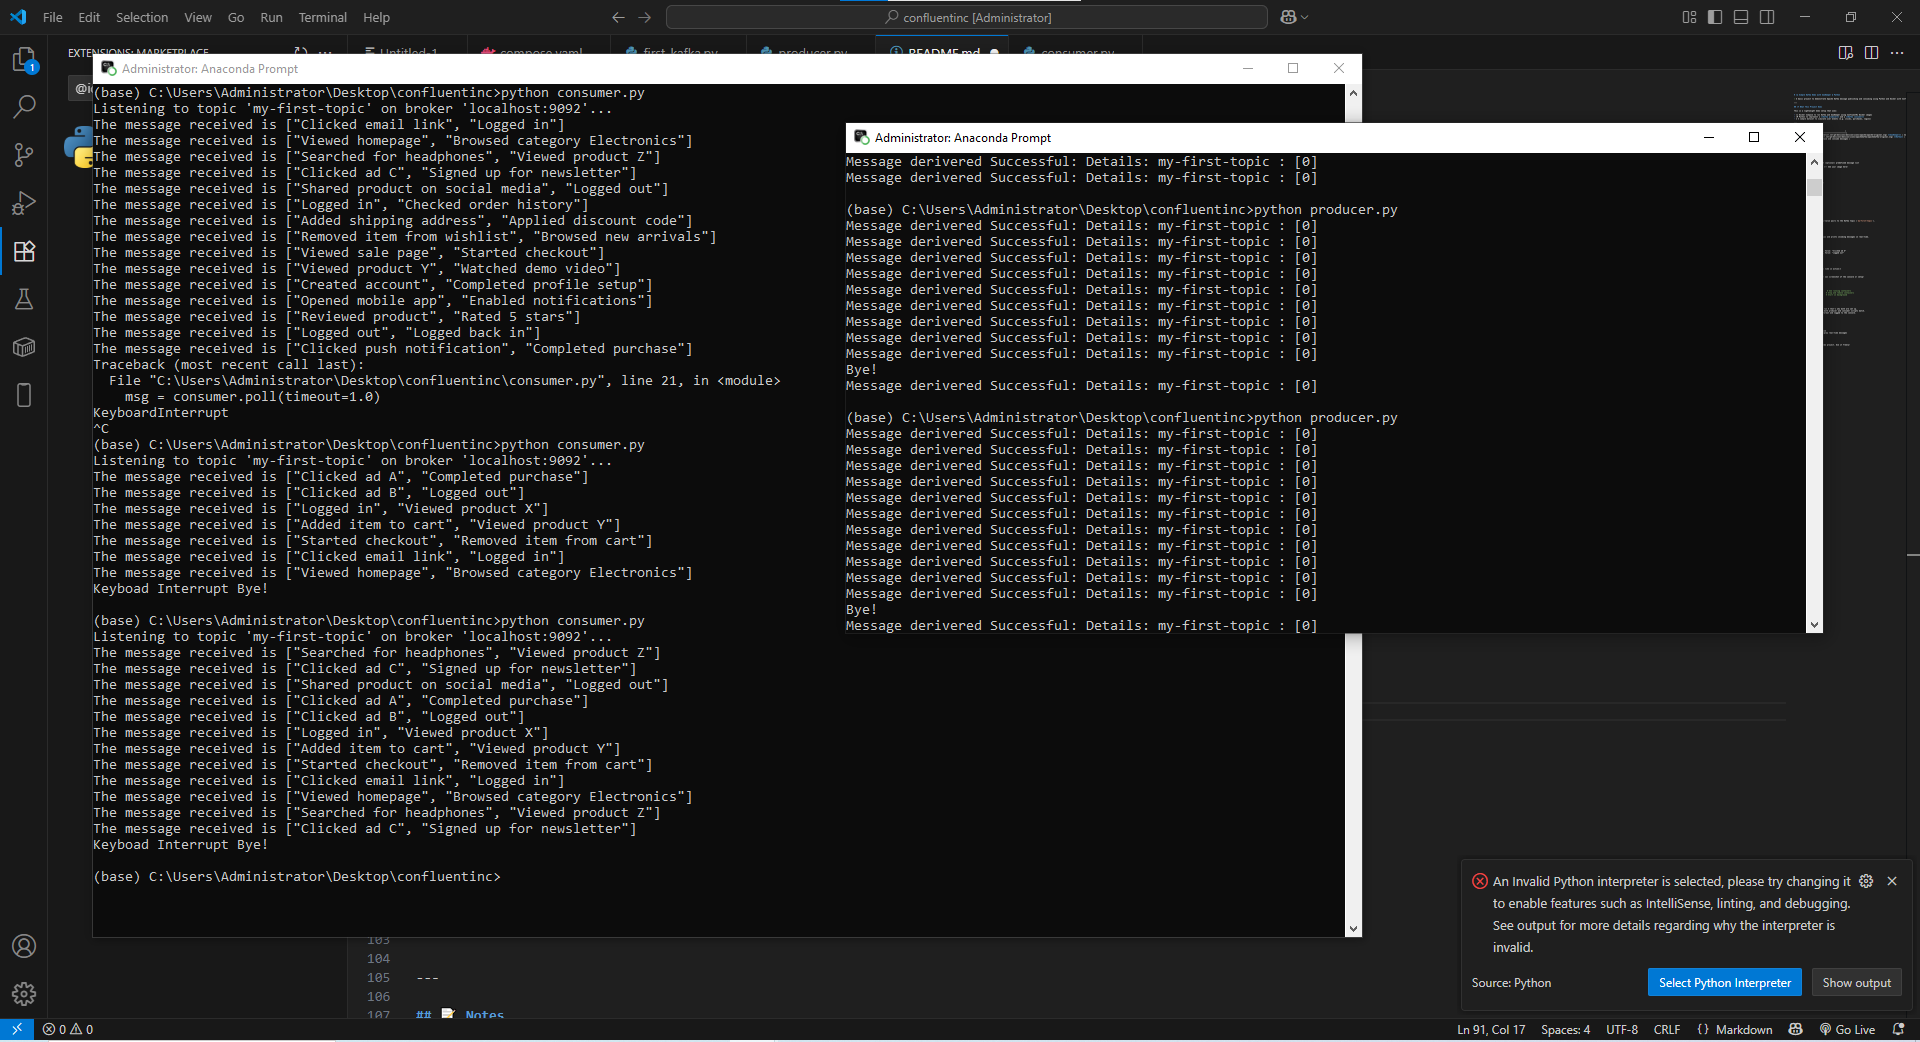 File Edit Selection View Go Run Terminal Help
confluentinc [Administrator]
EXTENSIONS: MARKETPLACE
Untitled-1 compose.yaml first_kafka.py producer.py README.md consumer.py
1
Administrator: Anaconda Prompt
(base) C:\Users\Administrator\Desktop\confluentinc>python consumer.py
Listening to topic 'my-first-topic' on broker 'localhost:9092'...
The message received is ["Clicked email link", "Logged in"]
The message received is ["Viewed homepage", "Browsed category Electronics"]
The message received is ["Searched for headphones", "Viewed product Z"]
The message received is ["Clicked ad C", "Signed up for newsletter"]
The message received is ["Shared product on social media", "Logged out"]
The message received is ["Logged in", "Checked order history"]
The message received is ["Added shipping address", "Applied discount code"]
The message received is ["Removed item from wishlist", "Browsed new arrivals"]
The message received is ["Viewed sale page", "Started checkout"]
The message received is ["Viewed product Y", "Watched demo video"]
The message received is ["Created account", "Completed profile setup"]
The message received is ["Opened mobile app", "Enabled notifications"]
The message received is ["Reviewed product", "Rated 5 stars"]
The message received is ["Logged out", "Logged back in"]
The message received is ["Clicked push notification", "Completed purchase"]
Traceback (most recent call last):
File "C:\Users\Administrator\Desktop\confluentinc\consumer.py", line 21, in <module>
msg = consumer.poll(timeout=1.0)
KeyboardInterrupt
^C
(base) C:\Users\Administrator\Desktop\confluentinc>python consumer.py
Listening to topic 'my-first-topic' on broker 'localhost:9092'...
The message received is ["Clicked ad A", "Completed purchase"]
The message received is ["Clicked ad B", "Logged out"]
The message received is ["Logged in", "Viewed product X"]
The message received is ["Added item to cart", "Viewed product Y"]
The message received is ["Started checkout", "Removed item from cart"]
The message received is ["Clicked email link", "Logged in"]
The message received is ["Viewed homepage", "Browsed category Electronics"]
Keyboad Interrupt Bye!
(base) C:\Users\Administrator\Desktop\confluentinc>python consumer.py
Listening to topic 'my-first-topic' on broker 'localhost:9092'...
The message received is ["Searched for headphones", "Viewed product Z"]
The message received is ["Clicked ad C", "Signed up for newsletter"]
The message received is ["Shared product on social media", "Logged out"]
The message received is ["Clicked ad A", "Completed purchase"]
The message received is ["Clicked ad B", "Logged out"]
The message received is ["Logged in", "Viewed product X"]
The message received is ["Added item to cart", "Viewed product Y"]
The message received is ["Started checkout", "Removed item from cart"]
The message received is ["Clicked email link", "Logged in"]
The message received is ["Viewed homepage", "Browsed category Electronics"]
The message received is ["Searched for headphones", "Viewed product Z"]
The message received is ["Clicked ad C", "Signed up for newsletter"]
Keyboad Interrupt Bye!
(base) C:\Users\Administrator\Desktop\confluentinc>
Administrator: Anaconda Prompt
Message derivered Successful: Details: my-first-topic : [0]
Message derivered Successful: Details: my-first-topic : [0]
(base) C:\Users\Administrator\Desktop\confluentinc>python producer.py
Message derivered Successful: Details: my-first-topic : [0]
Message derivered Successful: Details: my-first-topic : [0]
Message derivered Successful: Details: my-first-topic : [0]
Message derivered Successful: Details: my-first-topic : [0]
Message derivered Successful: Details: my-first-topic : [0]
Message derivered Successful: Details: my-first-topic : [0]
Message derivered Successful: Details: my-first-topic : [0]
Message derivered Successful: Details: my-first-topic : [0]
Message derivered Successful: Details: my-first-topic : [0]
Bye!
Message derivered Successful: Details: my-first-topic : [0]
(base) C:\Users\Administrator\Desktop\confluentinc>python producer.py
Message derivered Successful: Details: my-first-topic : [0]
Message derivered Successful: Details: my-first-topic : [0]
Message derivered Successful: Details: my-first-topic : [0]
Message derivered Successful: Details: my-first-topic : [0]
Message derivered Successful: Details: my-first-topic : [0]
Message derivered Successful: Details: my-first-topic : [0]
Message derivered Successful: Details: my-first-topic : [0]
Message derivered Successful: Details: my-first-topic : [0]
Message derivered Successful: Details: my-first-topic : [0]
Message derivered Successful: Details: my-first-topic : [0]
Message derivered Successful: Details: my-first-topic : [0]
Bye!
Message derivered Successful: Details: my-first-topic : [0]
103
104
105 ---
106
107 ## 📝 Notes
An Invalid Python interpreter is selected, please try changing it
to enable features such as IntelliSense, linting, and debugging.
See output for more details regarding why the interpreter is
invalid.
Source: Python Select Python Interpreter Show output
0 0 Ln 91, Col 17 Spaces: 4 UTF-8 CRLF {} Markdown Go Live